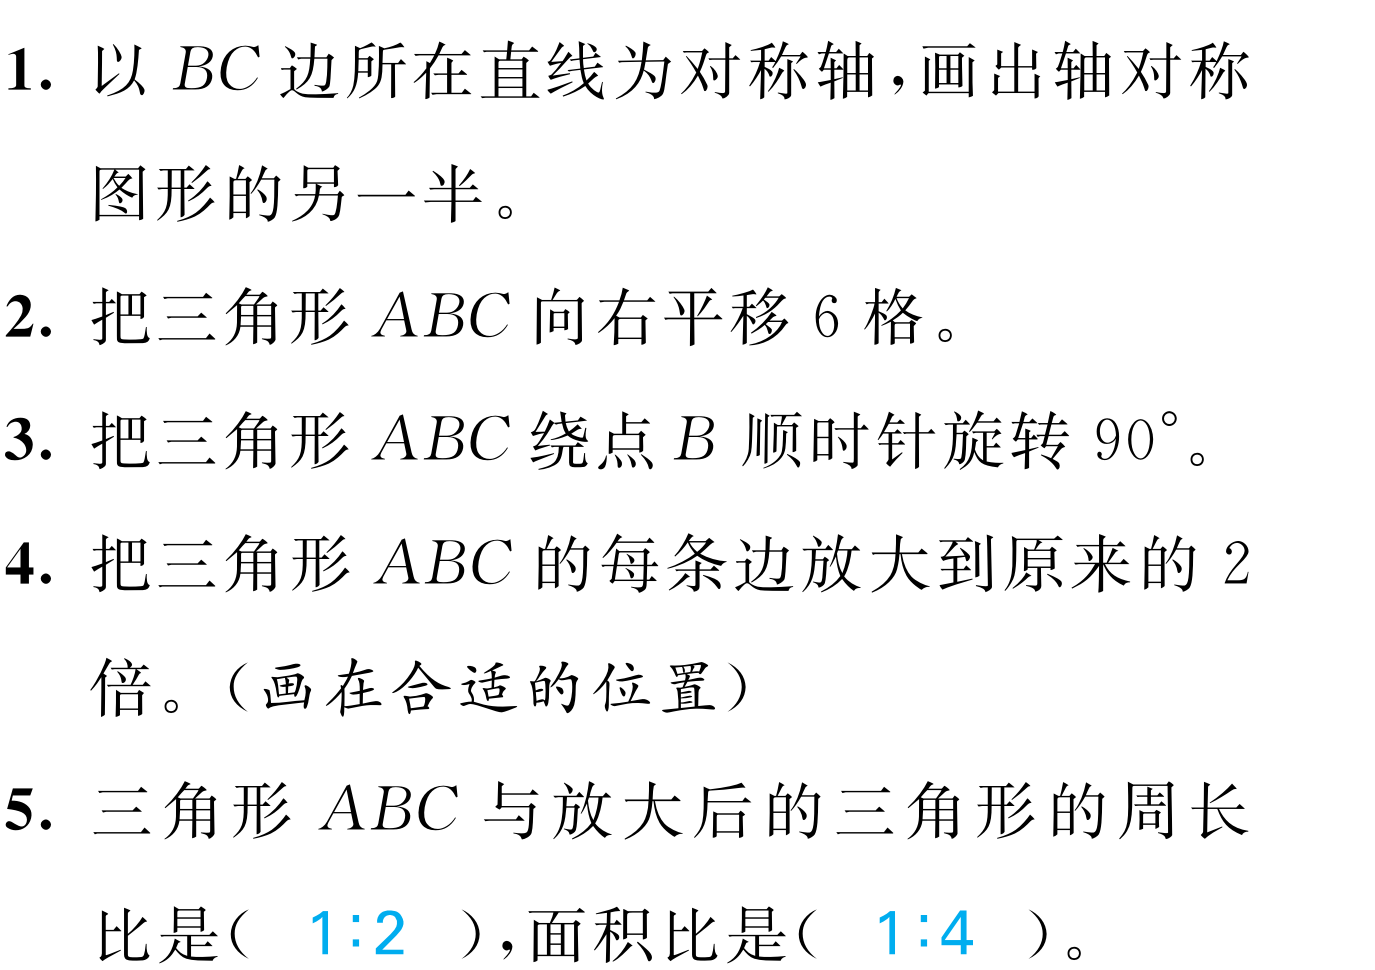 1. 以 BC 边所在直线为对称轴,画出轴对称
图形的另一半。
2. 把三角形 ABC 向右平移 6 格。
3. 把三角形 ABC 绕点 B 顺时针旋转 90°。
4. 把三角形 ABC 的每条边放大到原来的 2
倍。(画在合适的位置)
5. 三角形 ABC 与放大后的三角形的周长
比是( 1:2 ),面积比是( 1:4 )。